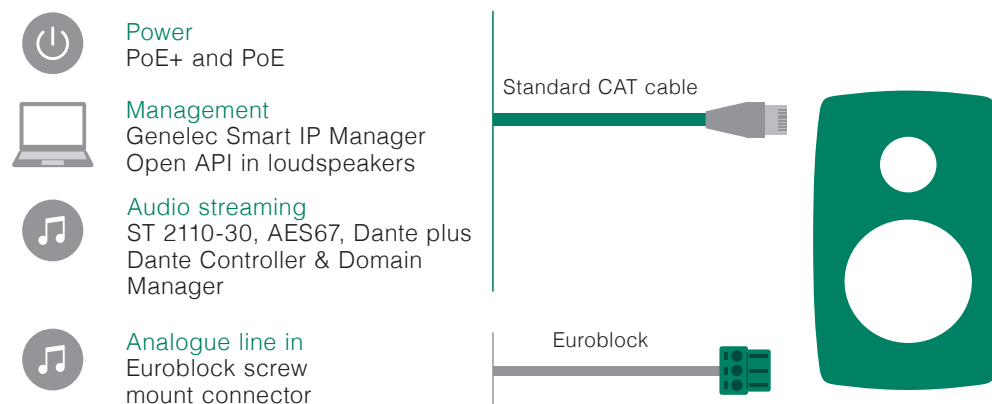 Power
PoE+ and PoE
Management
Genelec Smart IP Manager
Open API in loudspeakers
Audio streaming
ST 2110-30, AES67, Dante plus
Dante Controller & Domain
Manager
Analogue line in
Euroblock screw
mount connector
Standard CAT cable
Euroblock